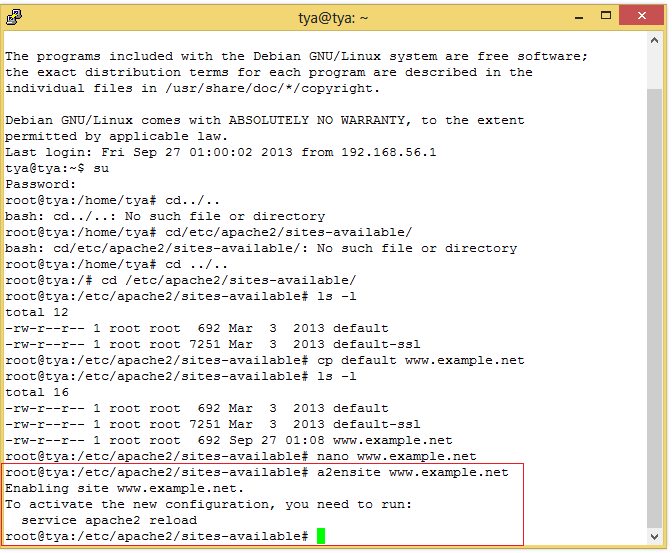 tya@tya: ~
The programs included with the Debian GNU/Linux system are free software;
the exact distribution terms for each program are described in the
individual files in /usr/share/doc/*/copyright.
Debian GNU/Linux comes with ABSOLUTELY NO WARRANTY, to the extent
permitted by applicable law.
Last login: Fri Sep 27 01:00:02 2013 from 192.168.56.1
tya@tya:~$ su
Password:
root@tya:/home/tya# cd../..
bash: cd../..: No such file or directory
root@tya:/home/tya# cd/etc/apache2/sites-available/
bash: cd/etc/apache2/sites-available/: No such file or directory
root@tya:/home/tya# cd ../..
root@tya:/# cd /etc/apache2/sites-available/
root@tya:/etc/apache2/sites-available# ls -l
total 12
-rw-r--r-- 1 root root  692 Mar  3  2013 default
-rw-r--r-- 1 root root 7251 Mar  3  2013 default-ssl
root@tya:/etc/apache2/sites-available# cp default www.example.net
root@tya:/etc/apache2/sites-available# ls -l
total 16
-rw-r--r-- 1 root root  692 Mar  3  2013 default
-rw-r--r-- 1 root root 7251 Mar  3  2013 default-ssl
-rw-r--r-- 1 root root  692 Sep 27 01:08 www.example.net
root@tya:/etc/apache2/sites-available# nano www.example.net
root@tya:/etc/apache2/sites-available# a2ensite www.example.net
Enabling site www.example.net.
To activate the new configuration, you need to run:
  service apache2 reload
root@tya:/etc/apache2/sites-available#